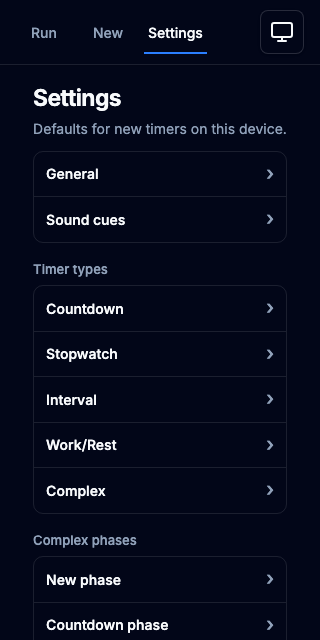 Run New Settings
Settings
Defaults for new timers on this device.
General
Sound cues
Timer types
Countdown
Stopwatch
Interval
Work/Rest
Complex
Complex phases
New phase
Countdown phase